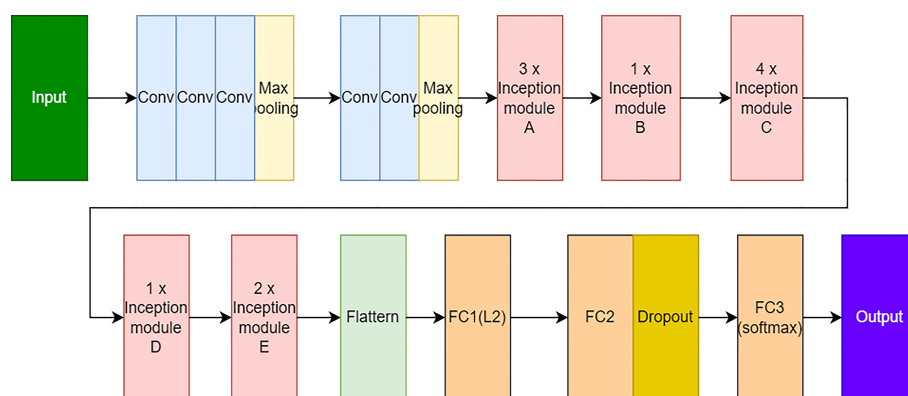 Input
Conv
Conv
Conv
Max
pooling
Conv
Conv
Max
pooling
3 x
Inception
module
A
1 x
Inception
module
B
4 x
Inception
module
C
1 x
Inception
module
D
2 x
Inception
module
E
Flattern
FC1(L2)
FC2
Dropout
FC3
(softmax)
Output